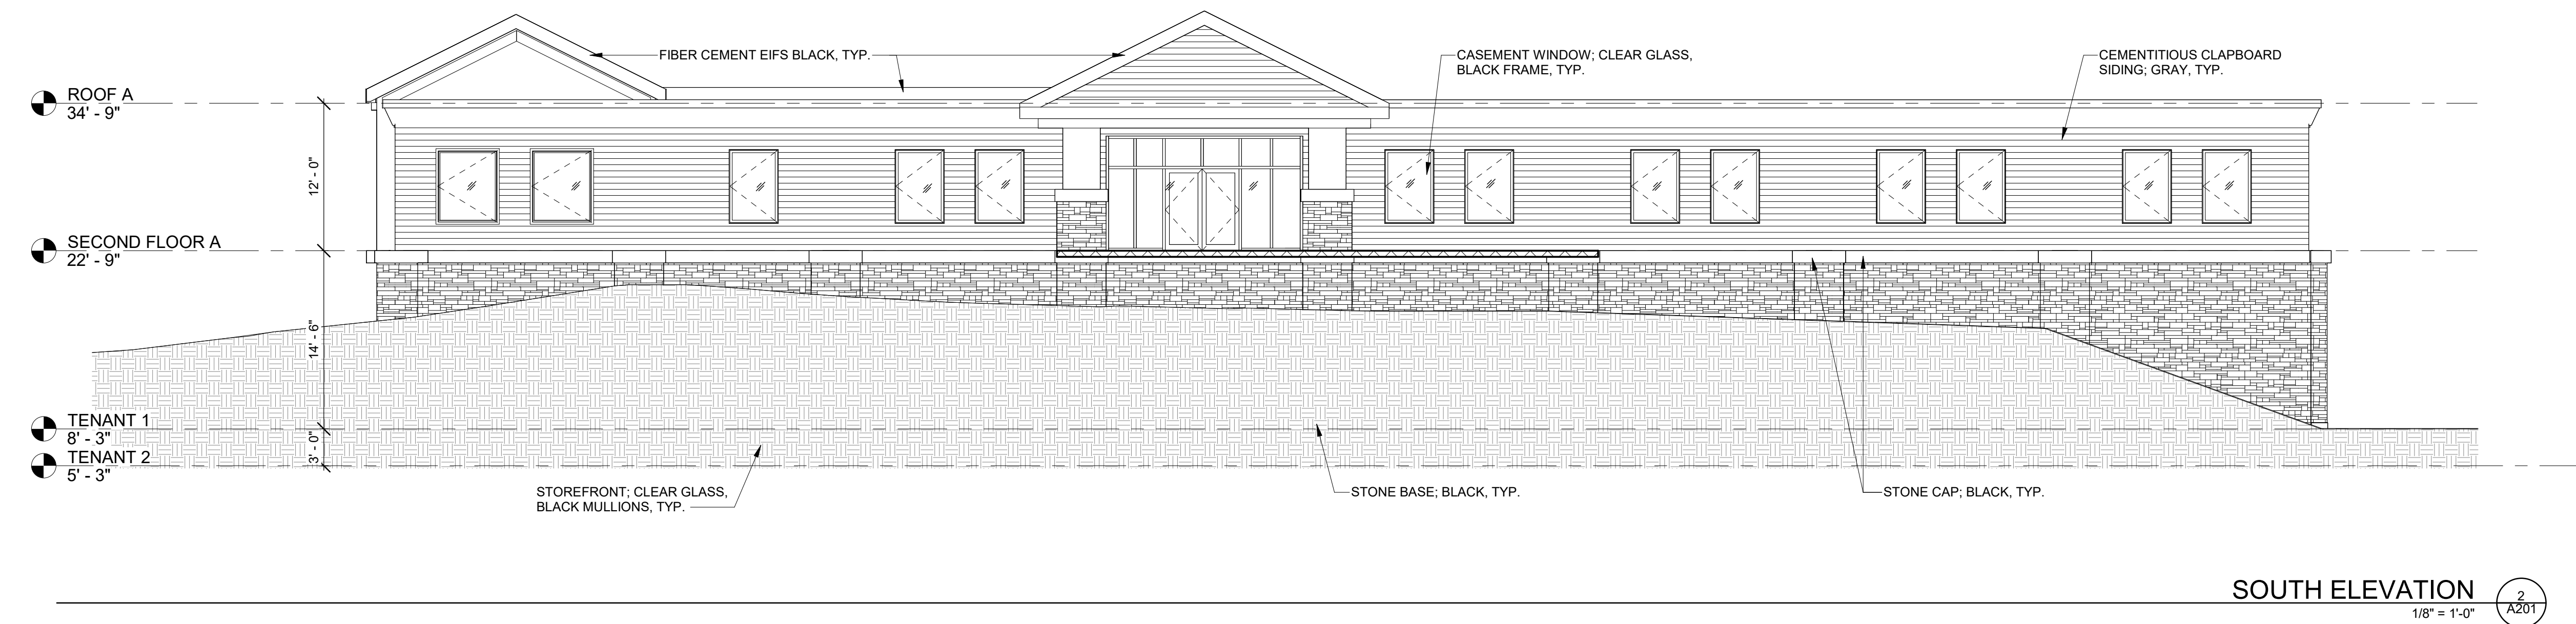 FIBER CEMENT EIFS BLACK, TYP.
CASEMENT WINDOW; CLEAR GLASS,
BLACK FRAME, TYP.
CEMENTITIOUS CLAPBOARD
SIDING; GRAY, TYP.
ROOF A
34' - 9"
12' - 0"
SECOND FLOOR A
22' - 9"
14' - 6"
TENANT 1
8' - 3"
3' - 0"
TENANT 2
5' - 3"
STOREFRONT; CLEAR GLASS,
BLACK MULLIONS, TYP.
STONE BASE; BLACK, TYP.
STONE CAP; BLACK, TYP.
SOUTH ELEVATION
1/8" = 1'-0"
2
A201